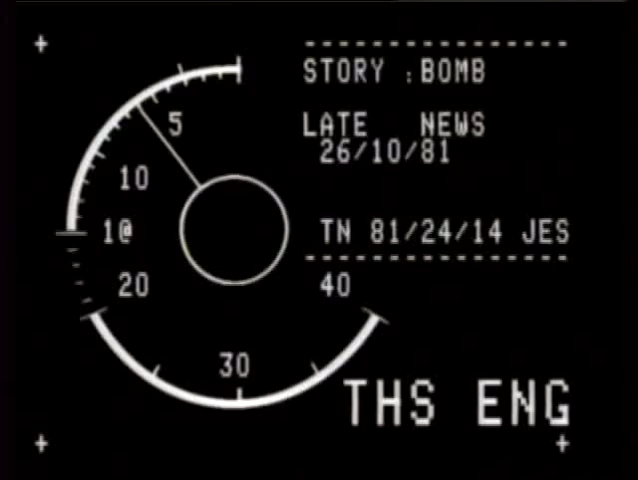 STORY :BOMB
LATE NEWS
26/10/81
TN 81/24/14 JES
5
10
1@
20
30
40
THS ENG